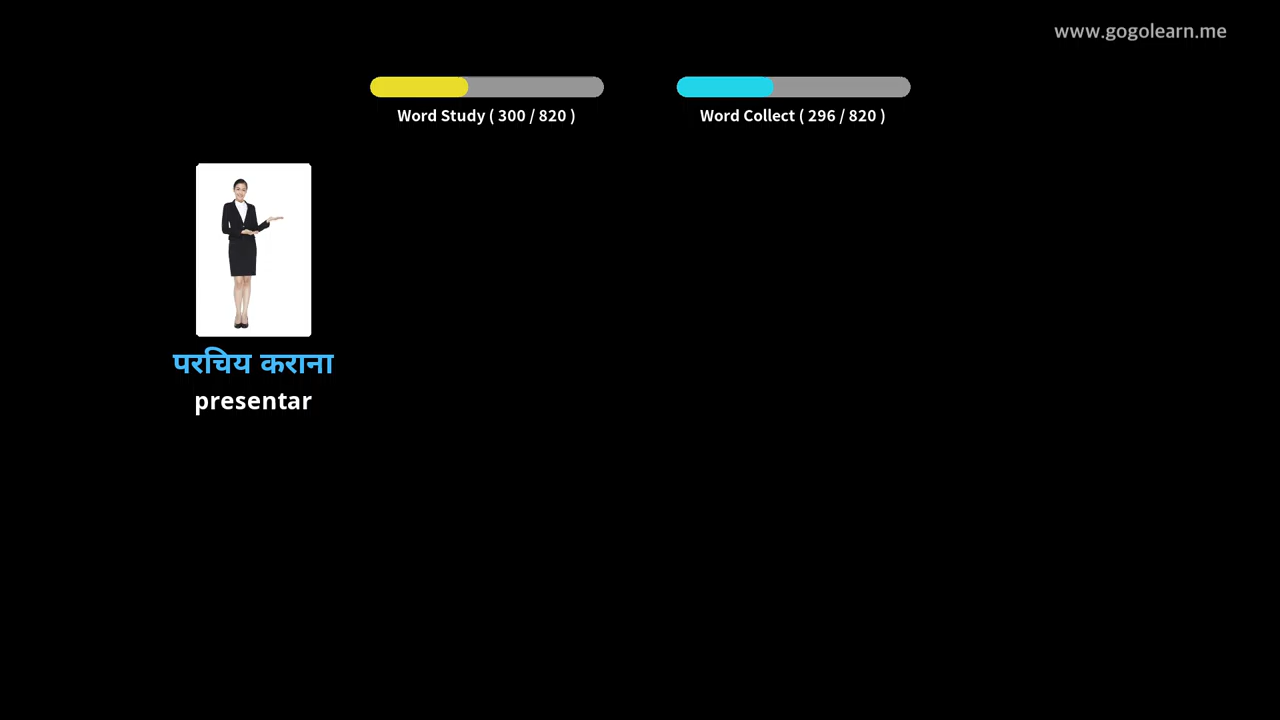 www.gogolearn.me
Word Study ( 300 / 820 )
Word Collect ( 296 / 820 )
परिचय कराना
presentar